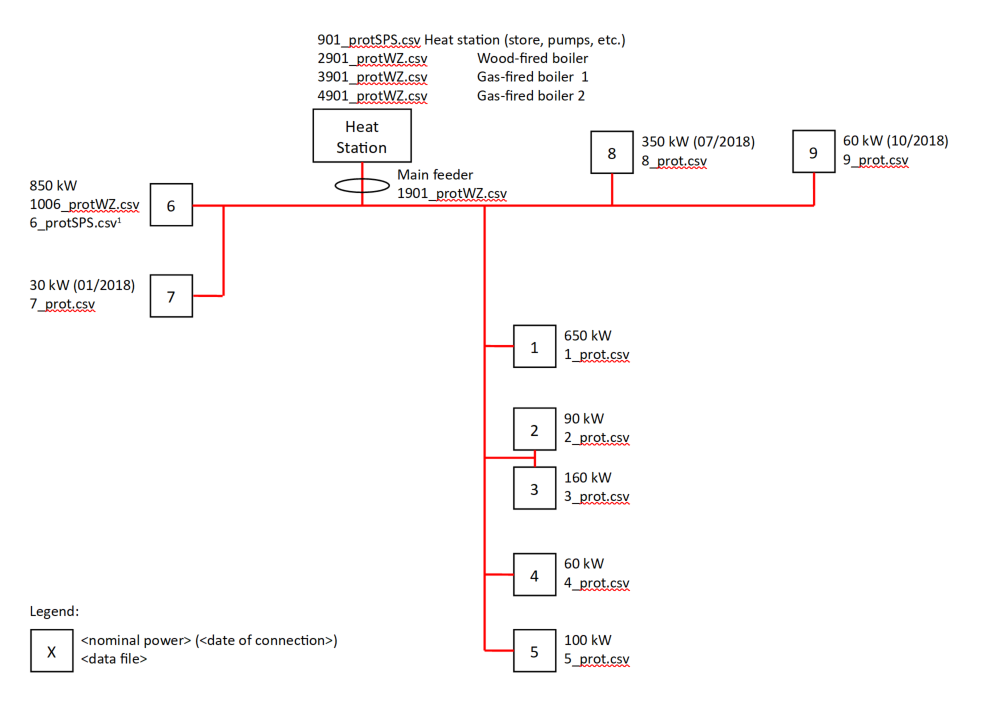 901_protSPS.csv Heat station (store, pumps, etc.)
2901_protWZ.csv Wood-fired boiler
3901_protWZ.csv Gas-fired boiler 1
4901_protWZ.csv Gas-fired boiler 2
Heat
Station
Main feeder
1901_protWZ.csv
8
350 kW (07/2018)
8_prot.csv
9
60 kW (10/2018)
9_prot.csv
850 kW
1006_protWZ.csv
6_protSPS.csv¹
6
30 kW (01/2018)
7_prot.csv
7
1
650 kW
1_prot.csv
2
90 kW
2_prot.csv
3
160 kW
3_prot.csv
4
60 kW
4_prot.csv
5
100 kW
5_prot.csv
Legend:
X
<nominal power> (<date of connection>)
<data file>